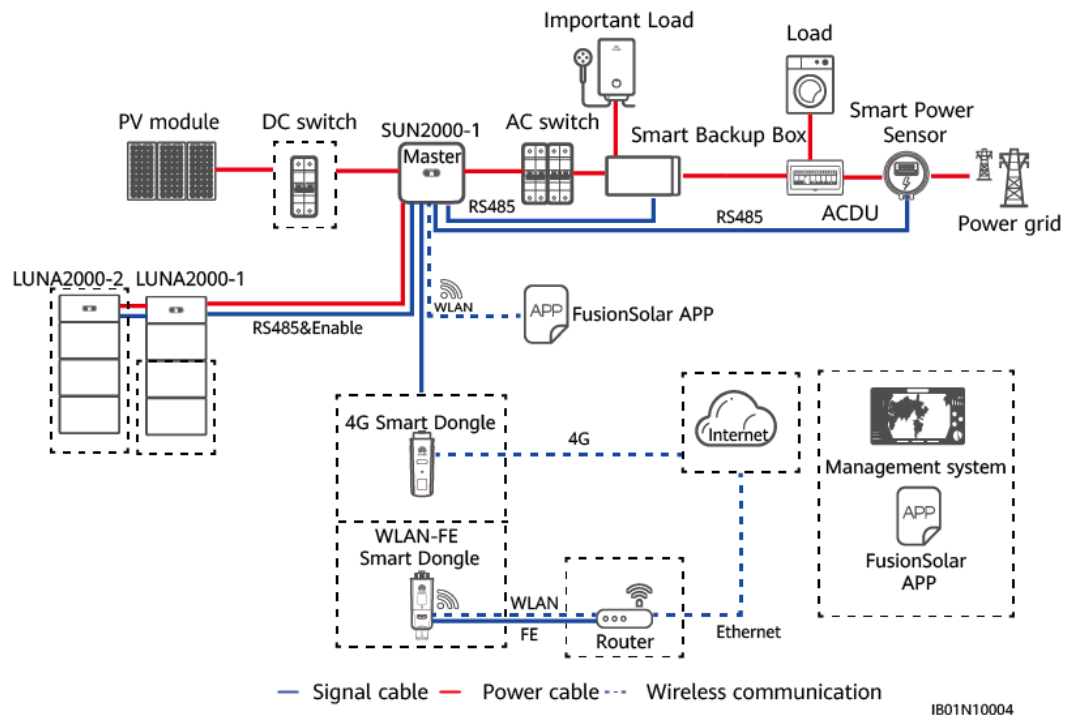 Important Load
Load
PV module
DC switch
SUN2000-1
Master
AC switch
Smart Backup Box
Smart Power
Sensor
RS485
RS485
ACDU
Power grid
LUNA2000-2
LUNA2000-1
RS485&Enable
WLAN
APP
FusionSolar APP
4G Smart Dongle
4G
Internet
Management system
APP
FusionSolar
APP
WLAN-FE
Smart Dongle
WLAN
FE
Router
Ethernet
Signal cable
Power cable
Wireless communication
IB01N10004